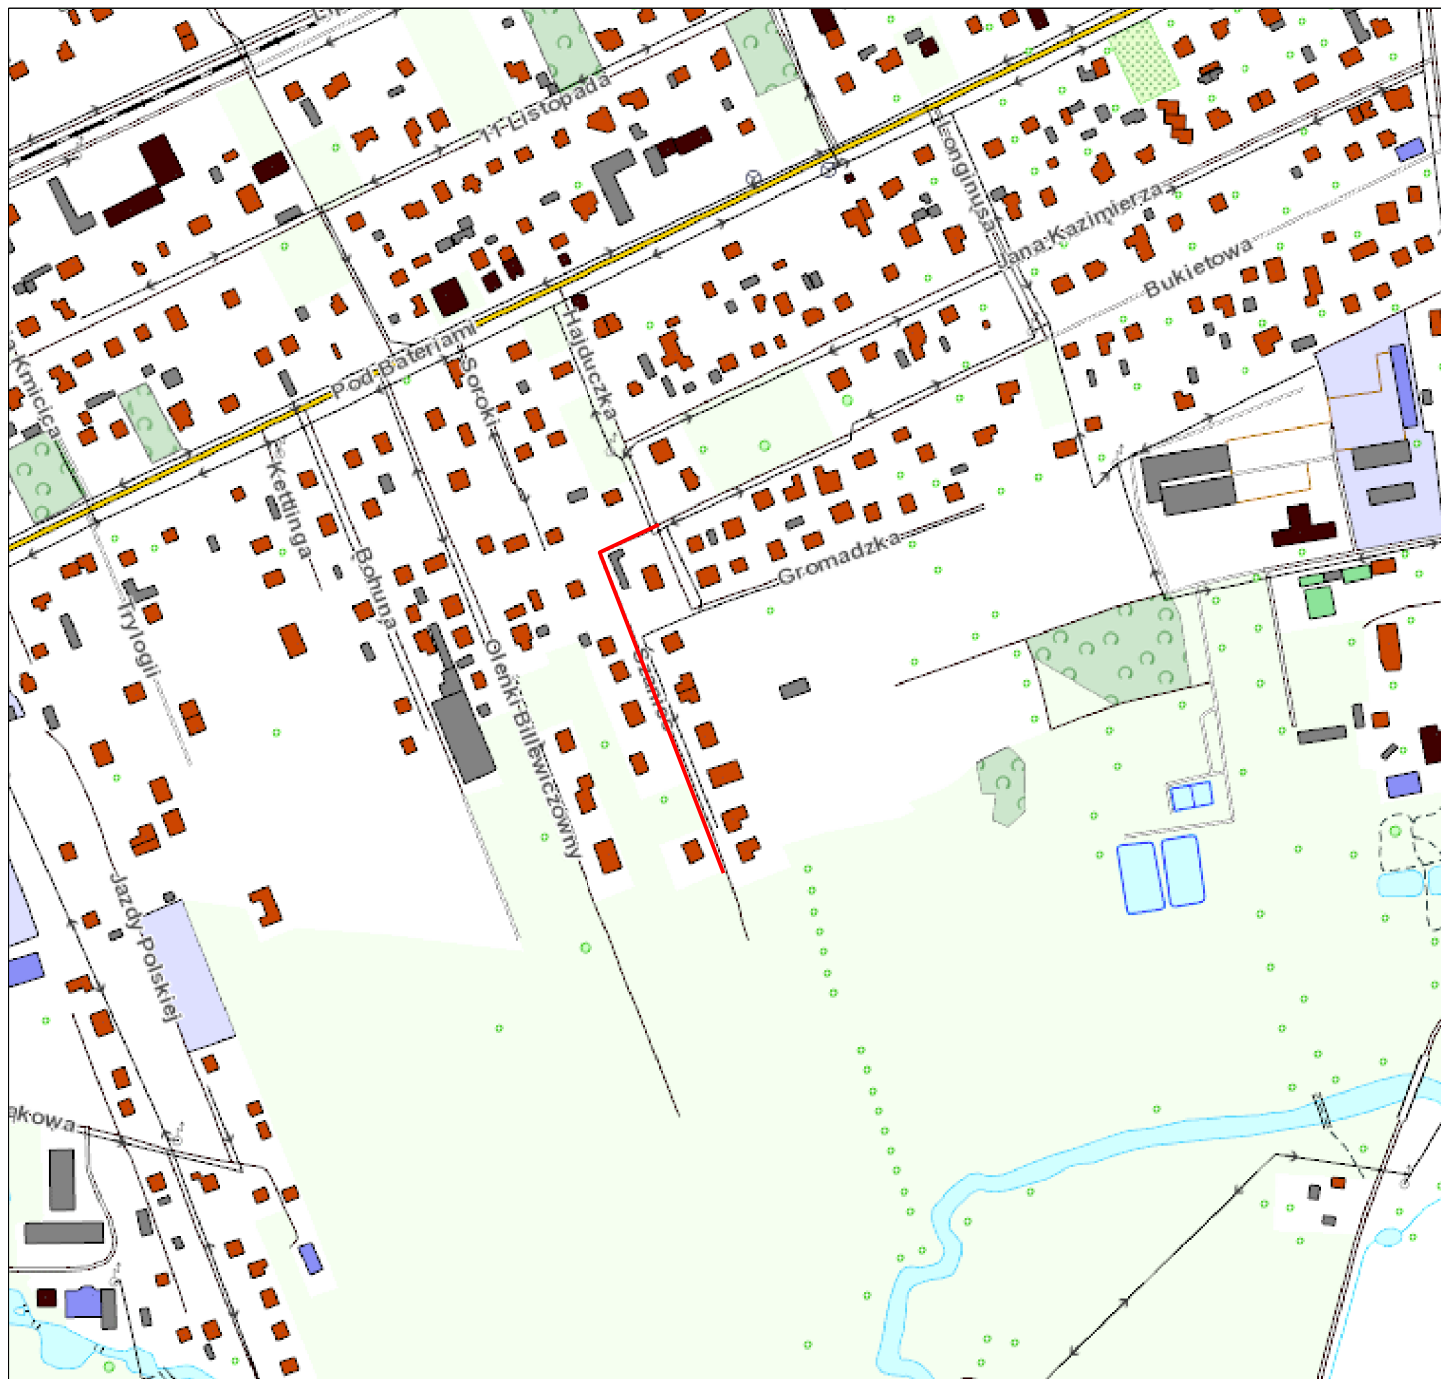 11 Listopada
Longinusa
Jana Kazimierza
Bukietowa
a Kmicica
Pod Bateriami
Hajduczka
Soroki
Kettlinga
Bohuna
Gromadzka
Trylogii
Oleńki Billewiczówny
Jazdy Polskiej
ąkowa